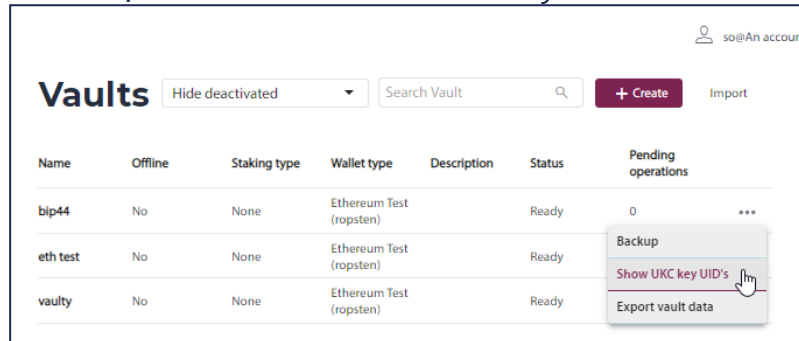 so@An accour
Vaults Hide deactivated Search Vault + Create Import
Name Offline Staking type Wallet type Description Status Pending operations
bip44 No None Ethereum Test (ropsten) Ready 0
Backup
eth test No None Ethereum Test (ropsten) Ready
Show UKC key UID's
vaulty No None Ethereum Test (ropsten) Ready
Export vault data